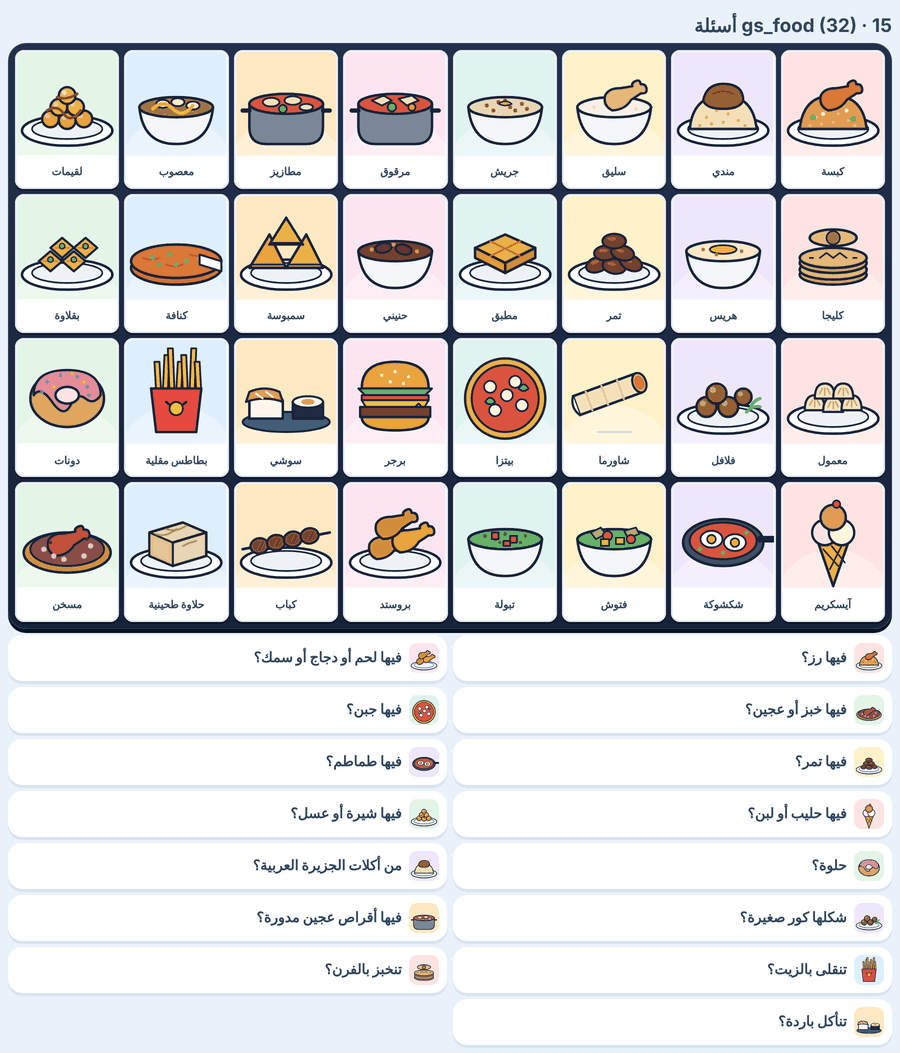 gs_food (32) · 15 أسئلة
كبسة
مندي
سليق
جريش
مرقوق
مطازيز
معصوب
لقيمات
كليجا
هريس
تمر
مطبق
حنيني
سمبوسة
كنافة
بقلاوة
معمول
فلافل
شاورما
بيتزا
برجر
سوشي
بطاطس مقلية
دونات
آيسكريم
شكشوكة
فتوش
تبولة
بروستد
كباب
حلاوة طحينية
مسخن
فيها رز؟
فيها لحم أو دجاج أو سمك؟
فيها خبز أو عجين؟
فيها جبن؟
فيها تمر؟
فيها طماطم؟
فيها حليب أو لبن؟
فيها شيرة أو عسل؟
حلوة؟
من أكلات الجزيرة العربية؟
شكلها كور صغيرة؟
فيها أقراص عجين مدورة؟
تنقلى بالزيت؟
تنخبز بالفرن؟
تنأكل باردة؟